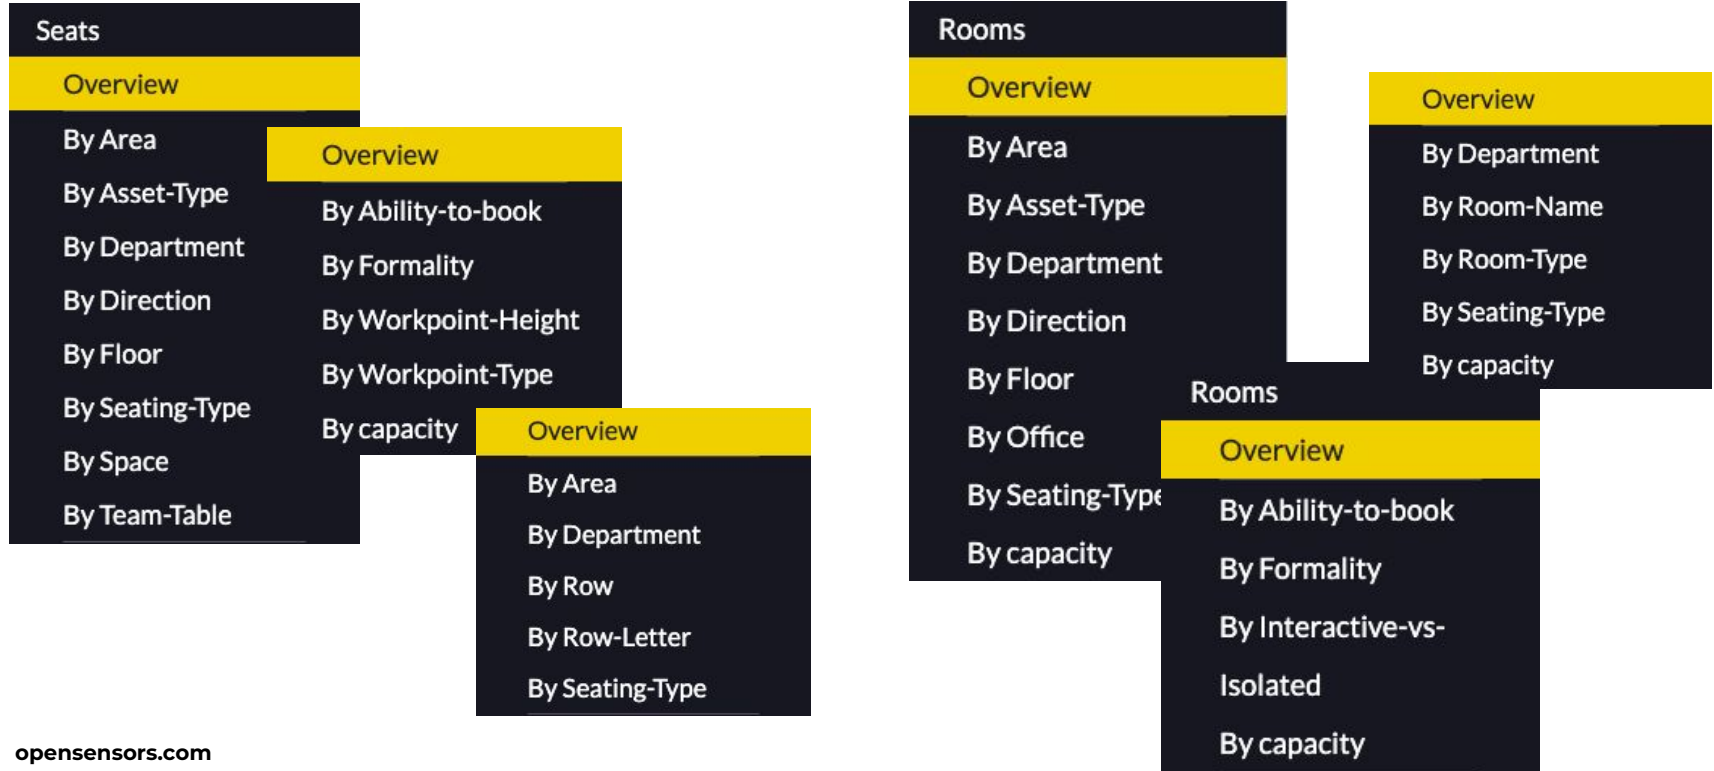 Seats
Overview
By Area
By Asset-Type
By Department
By Direction
By Floor
By Seating-Type
By Space
By Team-Table
Overview
By Ability-to-book
By Formality
By Workpoint-Height
By Workpoint-Type
By capacity
Overview
By Area
By Department
By Row
By Row-Letter
By Seating-Type
Rooms
Overview
By Area
By Asset-Type
By Department
By Direction
By Floor
By Office
By Seating-Type
By capacity
Overview
By Department
By Room-Name
By Room-Type
By Seating-Type
By capacity
Rooms
Overview
By Ability-to-book
By Formality
By Interactive-vs-
Isolated
By capacity
opensensors.com